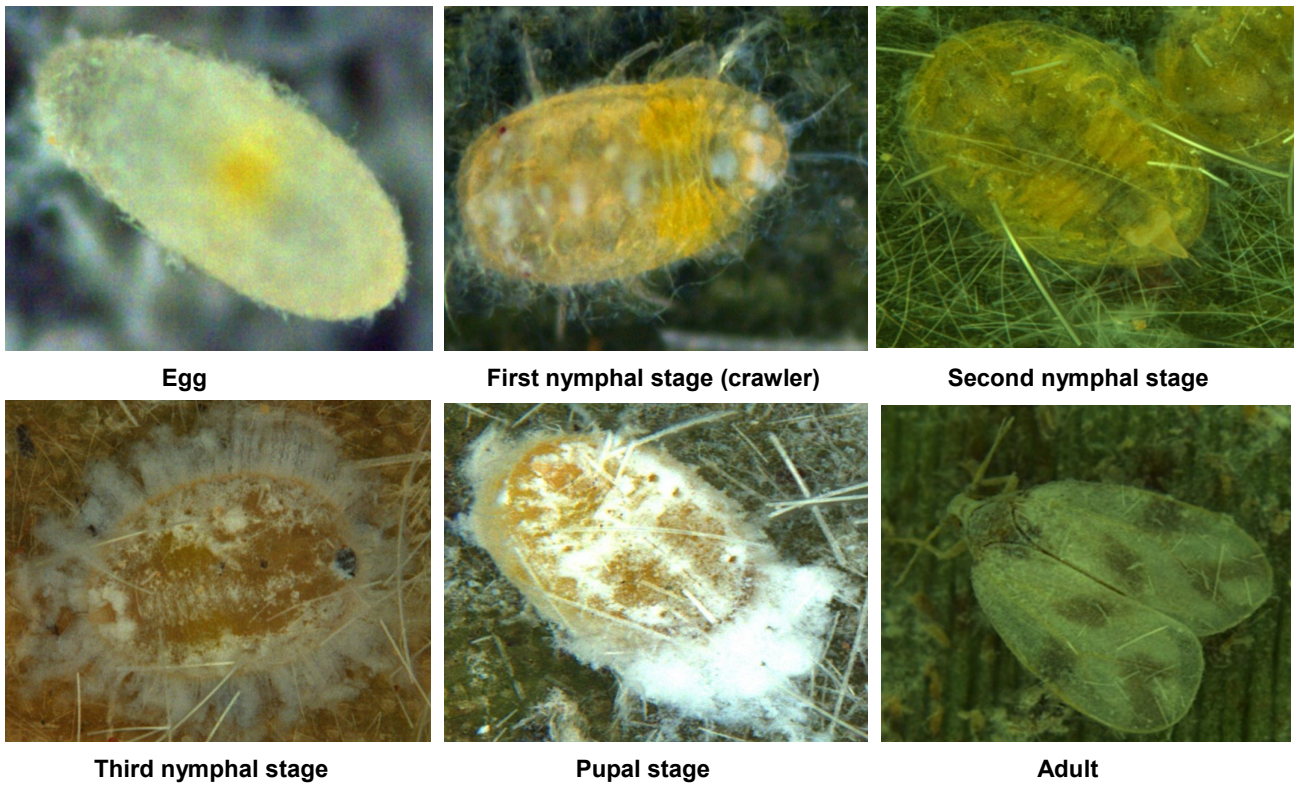 Egg
First nymphal stage (crawler)
Second nymphal stage
Third nymphal stage
Pupal stage
Adult